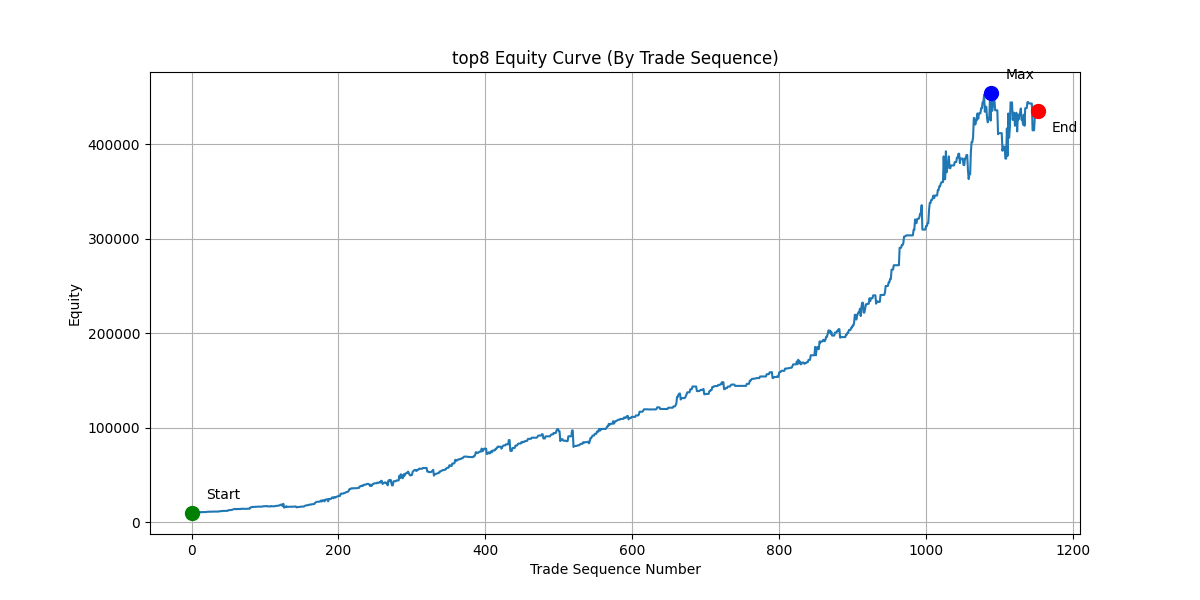 top8 Equity Curve (By Trade Sequence)
Max
End
Start
Equity
400000
300000
200000
100000
0
0 200 400 600 800 1000 1200
Trade Sequence Number